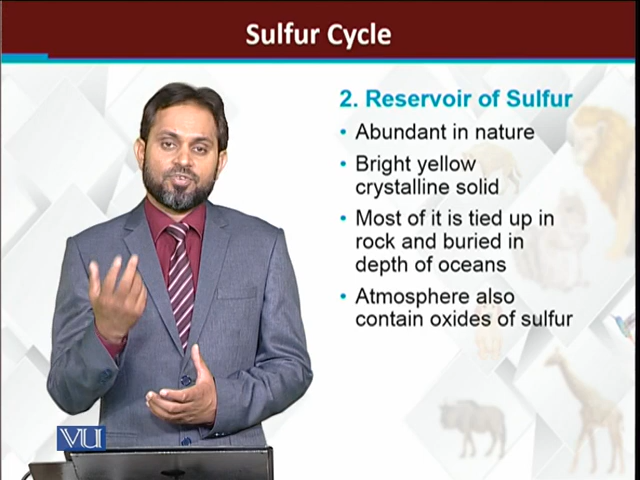 Sulfur Cycle
2. Reservoir of Sulfur
• Abundant in nature
• Bright yellow
crystalline solid
• Most of it is tied up in
rock and buried in
depth of oceans
• Atmosphere also
contain oxides of sulfur
VU